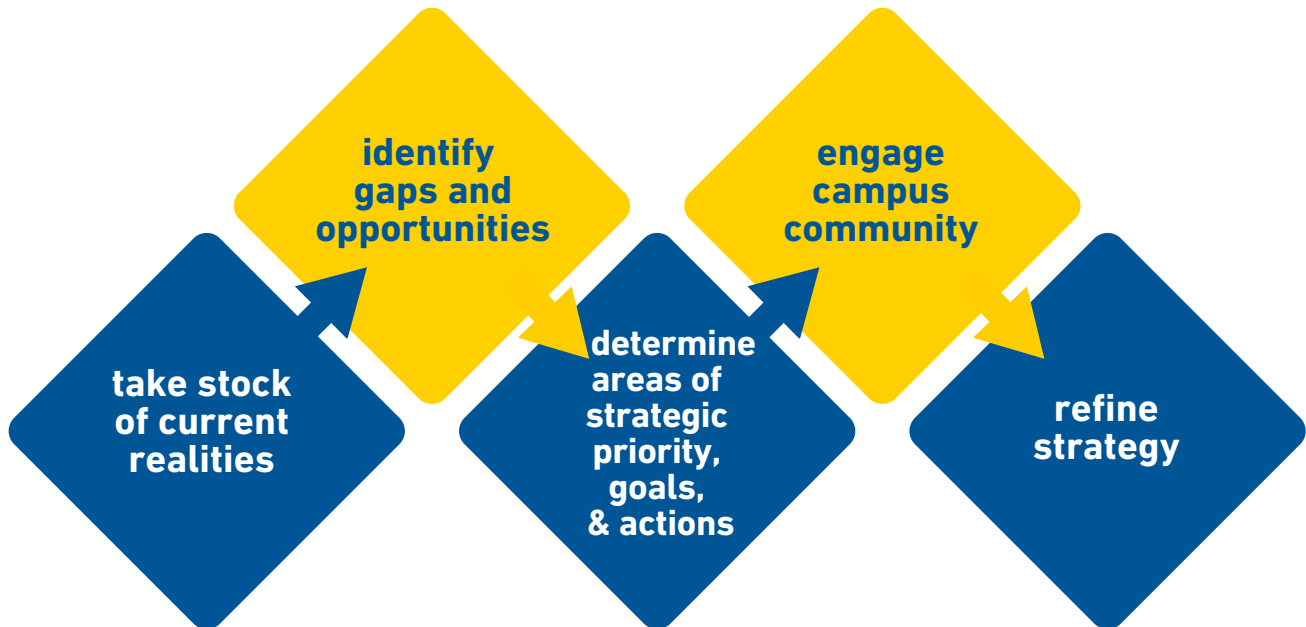 take stock
of current
realities
identify
gaps and
opportunities
determine
areas of
strategic
priority,
goals,
& actions
engage
campus
community
refine
strategy